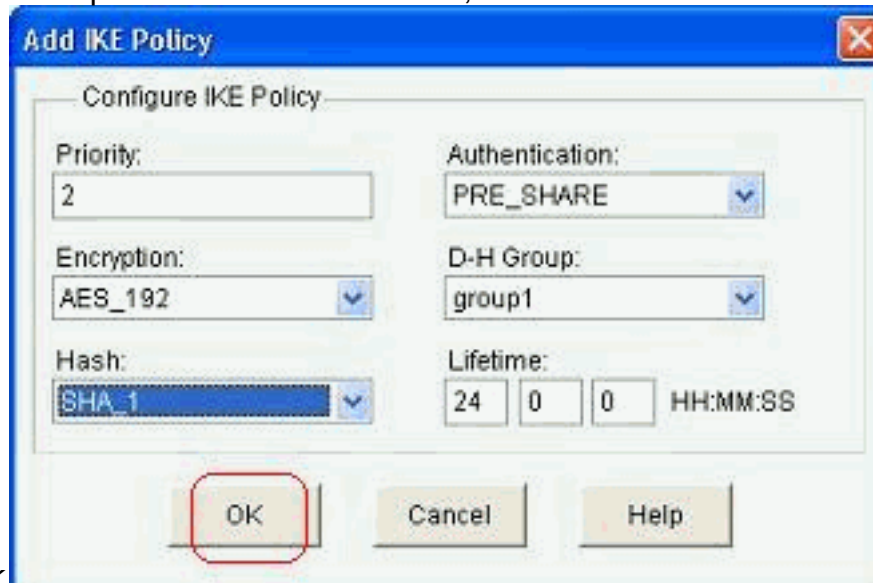 Add IKE Policy
Configure IKE Policy
Priority:
2
Authentication:
PRE_SHARE
Encryption:
AES_192
D-H Group:
group1
Hash:
SHA_1
Lifetime:
24 0 0 HH:MM:SS
OK Cancel Help